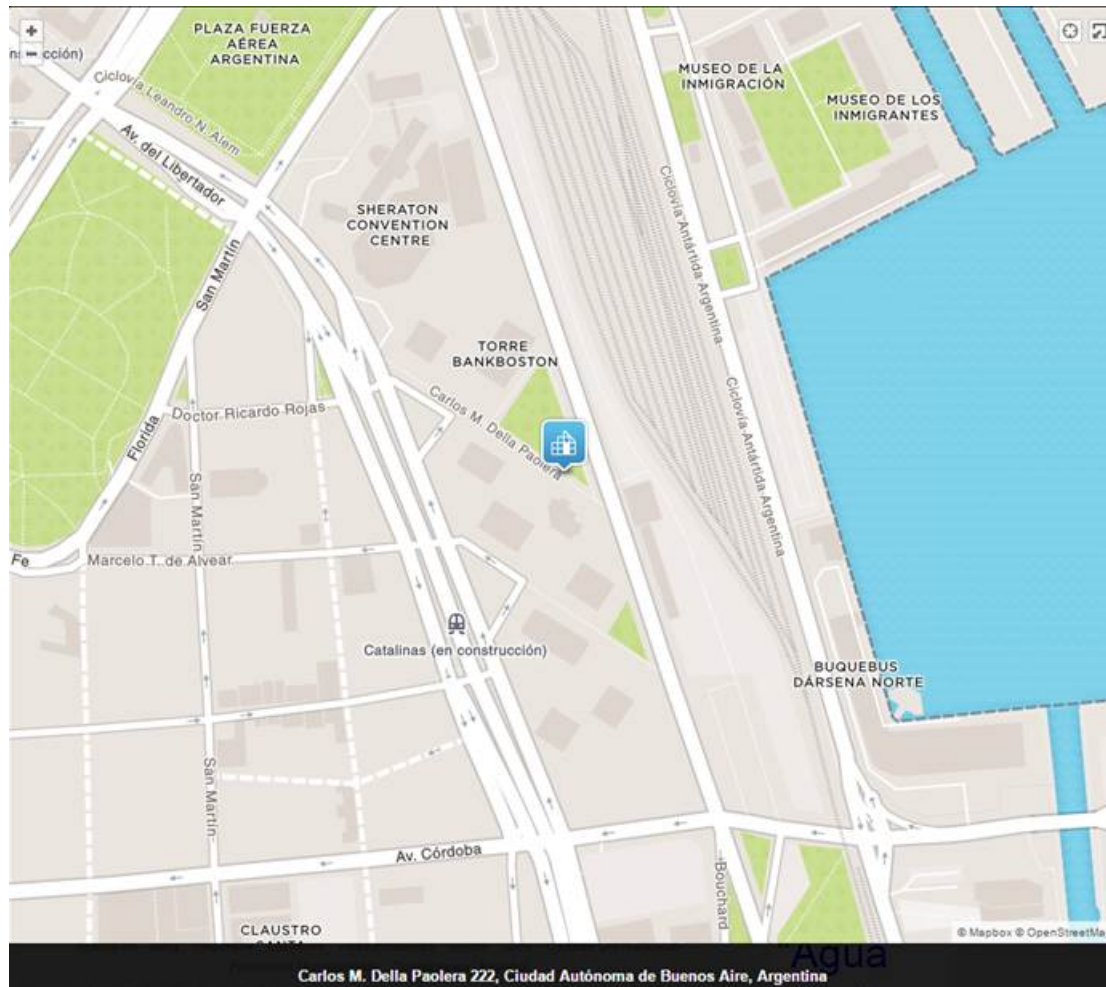 PLAZA FUERZA
AÉREA
ARGENTINA
cción)
Ciclovía Leandro N. Alem
Av. del Libertador
MUSEO DE LA
INMIGRACIÓN
MUSEO DE LOS
INMIGRANTES
SHERATON
CONVENTION
CENTRE
San Martín
Ciclovía Antártida Argentina
TORRE
BANKBOSTON
Carlos M. Della Paolera
Doctor Ricardo Rojas
Florida
Ciclovía Antártida Argentina
San Martín
Fe
Marcelo T. de Alvear
Catalinas (en construcción)
BUQUEBUS
DÁRSENA NORTE
San Martín
Av. Córdoba
Bouchard
CLAUSTRO
© Mapbox © OpenStreetMa
Agua
Carlos M. Della Paolera 222, Ciudad Autónoma de Buenos Aire, Argentina